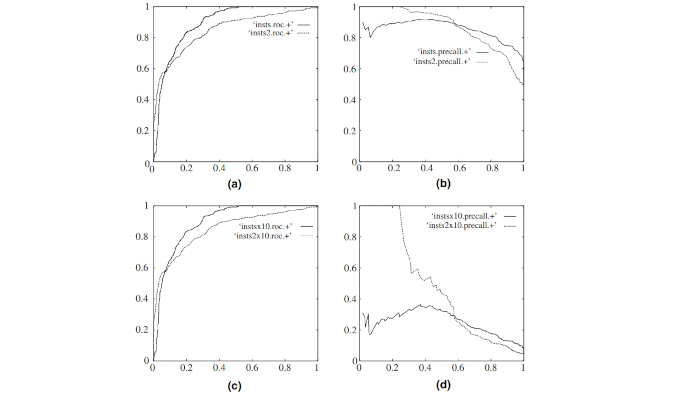 1
0.8
0.6
0.4
0.2
0
0 0.2 0.4 0.6 0.8 1
'insts.roc.+'
'insts2.roc.+'
(a)
1
0.8
0.6
0.4
0.2
0
0 0.2 0.4 0.6 0.8 1
'insts.precall.+'
'insts2.precall.+'
(b)
1
0.8
0.6
0.4
0.2
0
0 0.2 0.4 0.6 0.8 1
'instsx10.roc.+'
'insts2x10.roc.+'
(c)
1
0.8
0.6
0.4
0.2
0
0 0.2 0.4 0.6 0.8 1
'instsx10.precall.+'
'insts2x10.precall.+'
(d)